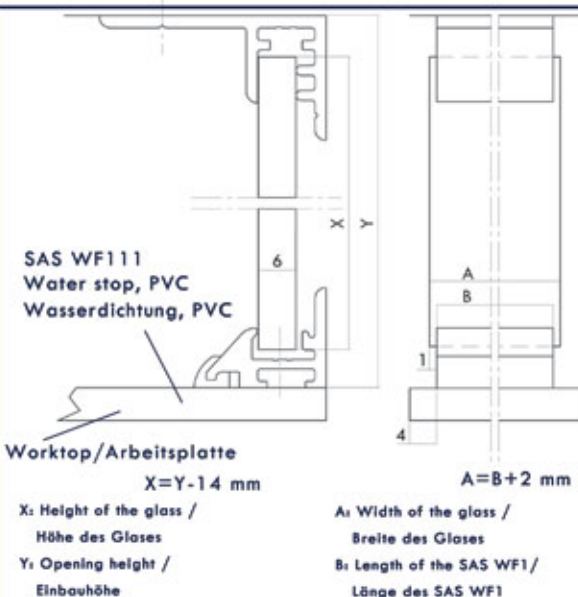 X
Y
6
A
B
1
4
SAS WF111
Water stop, PVC
Wasserdichtung, PVC
Worktop/Arbeitsplatte
X=Y-14 mm
X: Height of the glass /
Höhe des Glases
Y: Opening height /
Einbauhöhe
A=B+2 mm
A: Width of the glass /
Breite des Glases
B: Length of the SAS WF1/
Länge des SAS WF1